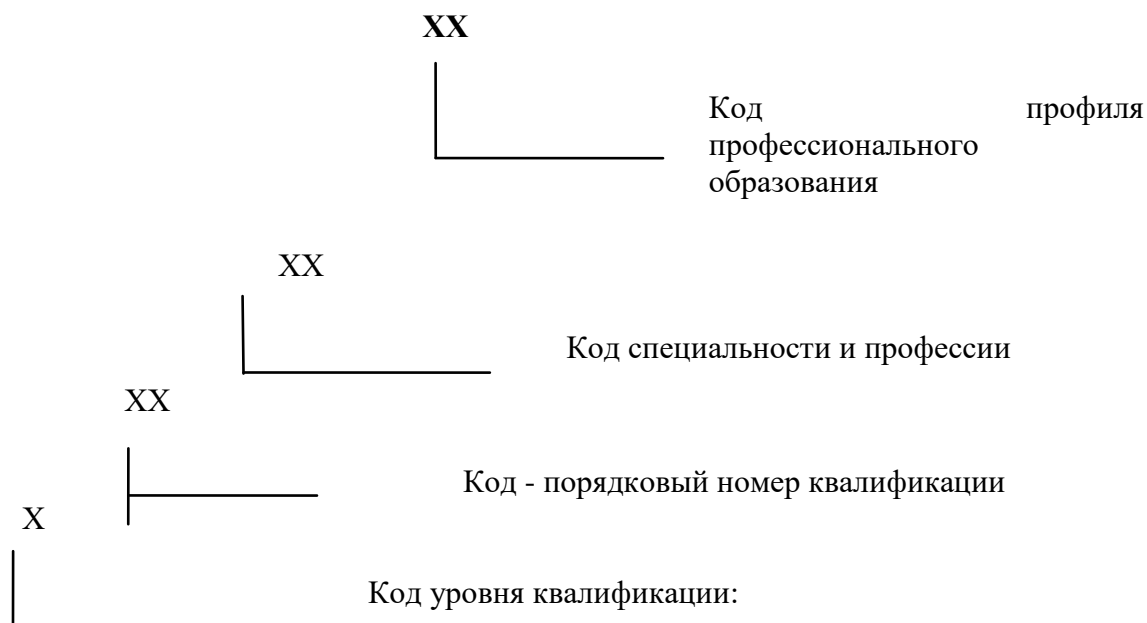 XX
Код профиля
профессионального
образования
XX
Код специальности и профессии
XX
Код - порядковый номер квалификации
X
Код уровня квалификации: